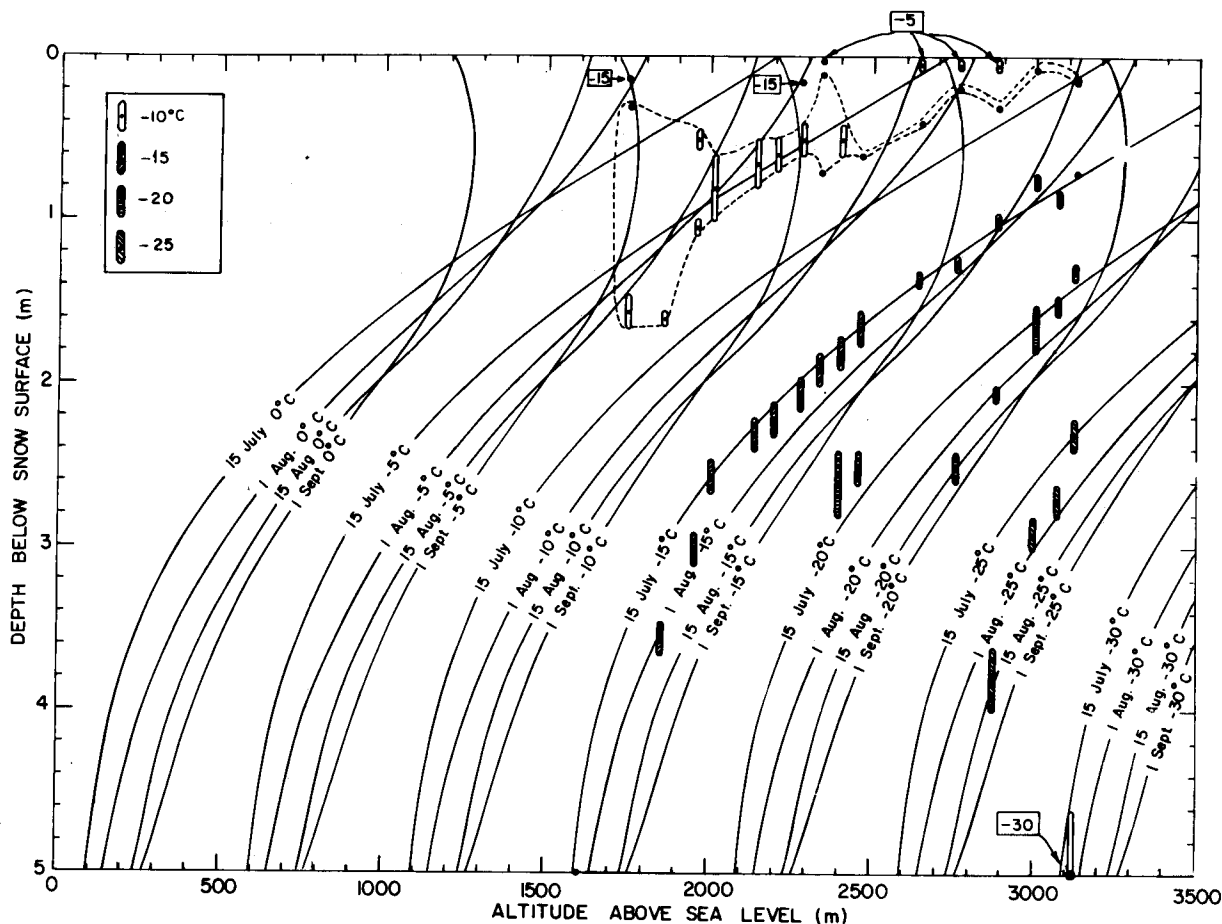 -5
-15
-15
-10°C
-15
-20
-25
0
1
2
3
4
5
DEPTH BELOW SNOW SURFACE (m)
15 July 0°C
1 Aug. 0°C
15 Aug 0°C
1 Sept. 0°C
15 July -5°C
1 Aug. -5°C
15 Aug. -5°C
1 Sept. -5°C
15 July -10°C
1 Aug. -10°C
15 Aug. -10°C
1 Sept. -10°C
15 July -15°C
1 Aug -15°C
15 Aug. -15°C
1 Sept. -15°C
15 July -20°C
1 Aug. -20°C
15 Aug -20°C
1 Sept. -20°C
15 July -25°C
1 Aug. -25°C
15 Aug. -25°C
1 Sept. -25°C
15 July -30°C
1 Aug. -30°C
15 Aug. -30°C
1 Sept -30°C
-30
0 500 1000 1500 2000 2500 3000 3500
ALTITUDE ABOVE SEA LEVEL (m)